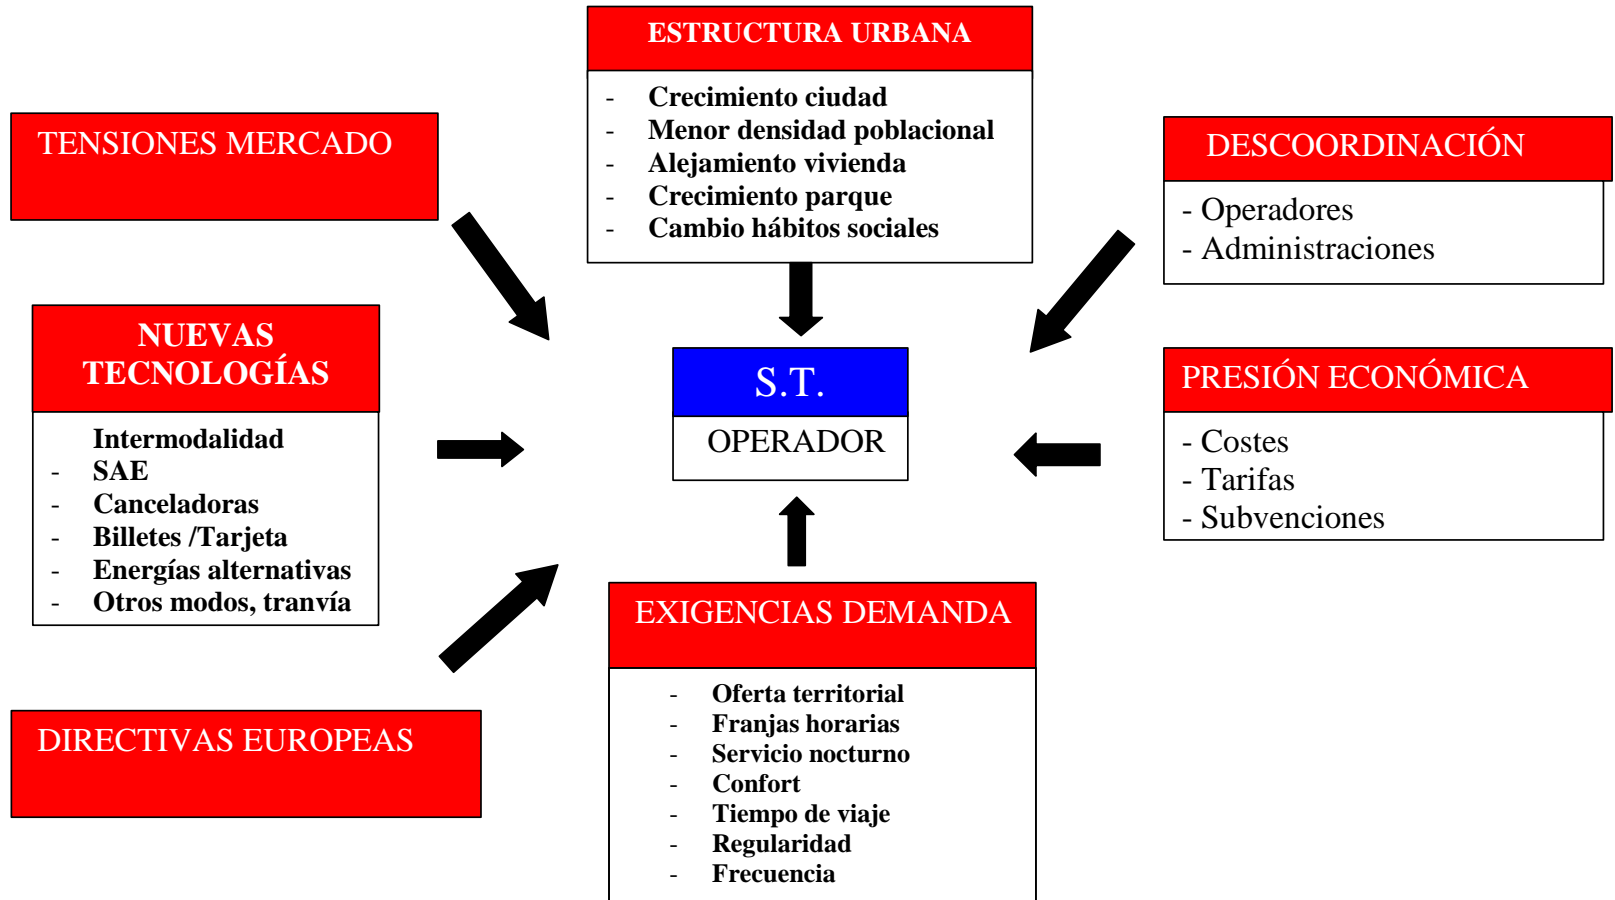 ESTRUCTURA URBANA
- Crecimiento ciudad
- Menor densidad poblacional
- Alejamiento vivienda
- Crecimiento parque
- Cambio hábitos sociales
TENSIONES MERCADO
DESCOORDINACIÓN
- Operadores
- Administraciones
NUEVAS
TECNOLOGÍAS
Intermodalidad
- SAE
- Canceladoras
- Billetes /Tarjeta
- Energías alternativas
- Otros modos, tranvía
S.T.
OPERADOR
PRESIÓN ECONÓMICA
- Costes
- Tarifas
- Subvenciones
DIRECTIVAS EUROPEAS
EXIGENCIAS DEMANDA
- Oferta territorial
- Franjas horarias
- Servicio nocturno
- Confort
- Tiempo de viaje
- Regularidad
- Frecuencia